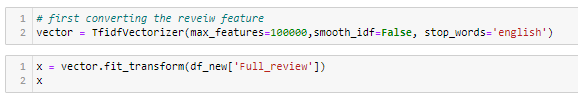 1 # first converting the reveiw feature
2 vector = TfidfVectorizer(max_features=100000,smooth_idf=False, stop_words='english')
1 x = vector.fit_transform(df_new['Full_review'])
2 x